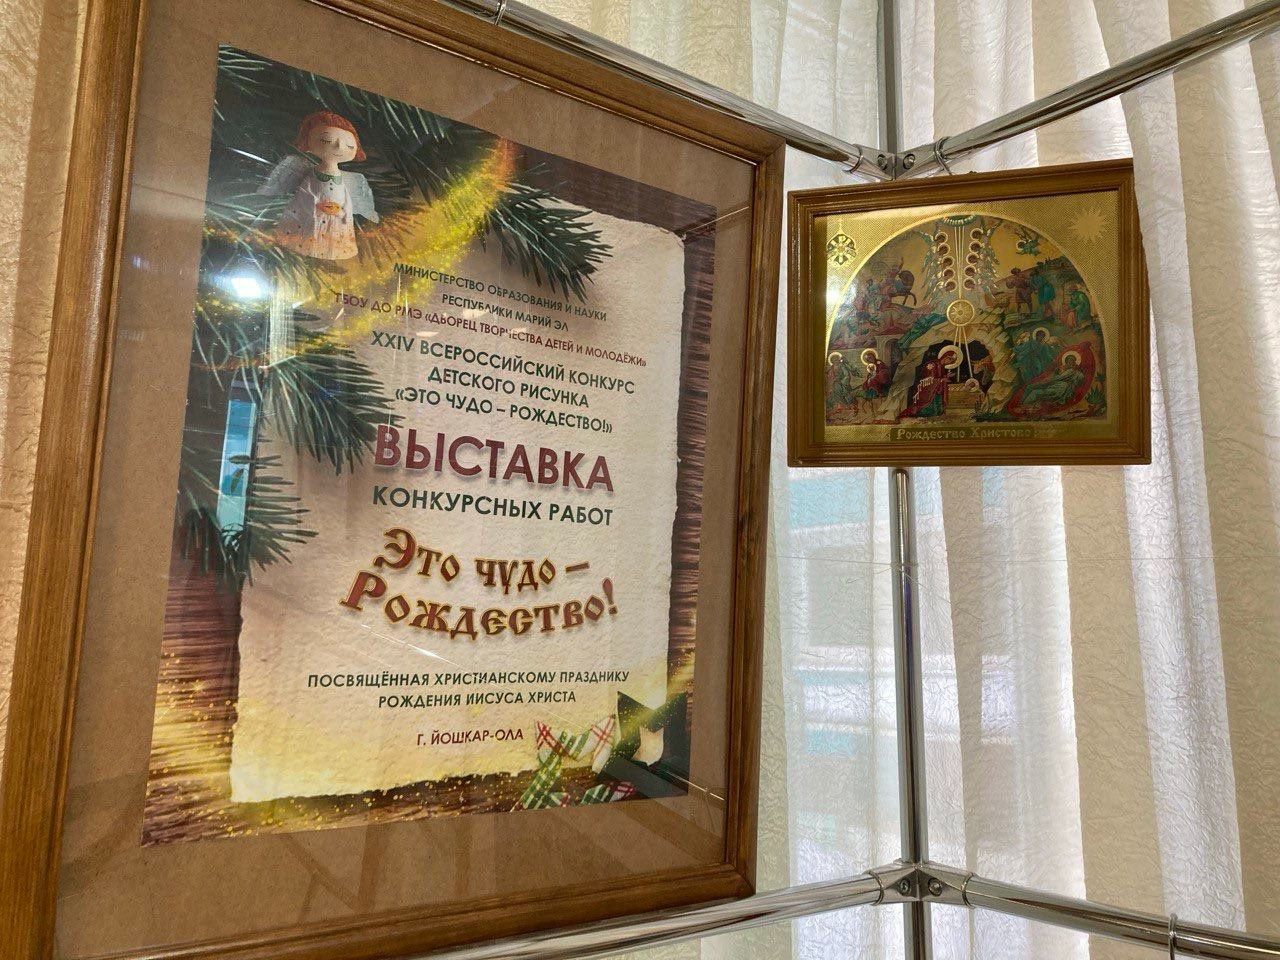 МИНИСТЕРСТВО ОБРАЗОВАНИЯ И НАУКИ
РЕСПУБЛИКИ МАРИЙ ЭЛ
ГБОУ ДО РМЭ «ДВОРЕЦ ТВОРЧЕСТВА ДЕТЕЙ И МОЛОДЁЖИ»
XXIV ВСЕРОССИЙСКИЙ КОНКУРС
ДЕТСКОГО РИСУНКА
«ЭТО ЧУДО – РОЖДЕСТВО!»
ВЫСТАВКА
КОНКУРСНЫХ РАБОТ
Это чудо –
Рождество!
ПОСВЯЩЁННАЯ ХРИСТИАНСКОМУ ПРАЗДНИКУ
РОЖДЕНИЯ ИИСУСА ХРИСТА
Г. ЙОШКАР-ОЛА
Рождество Христово